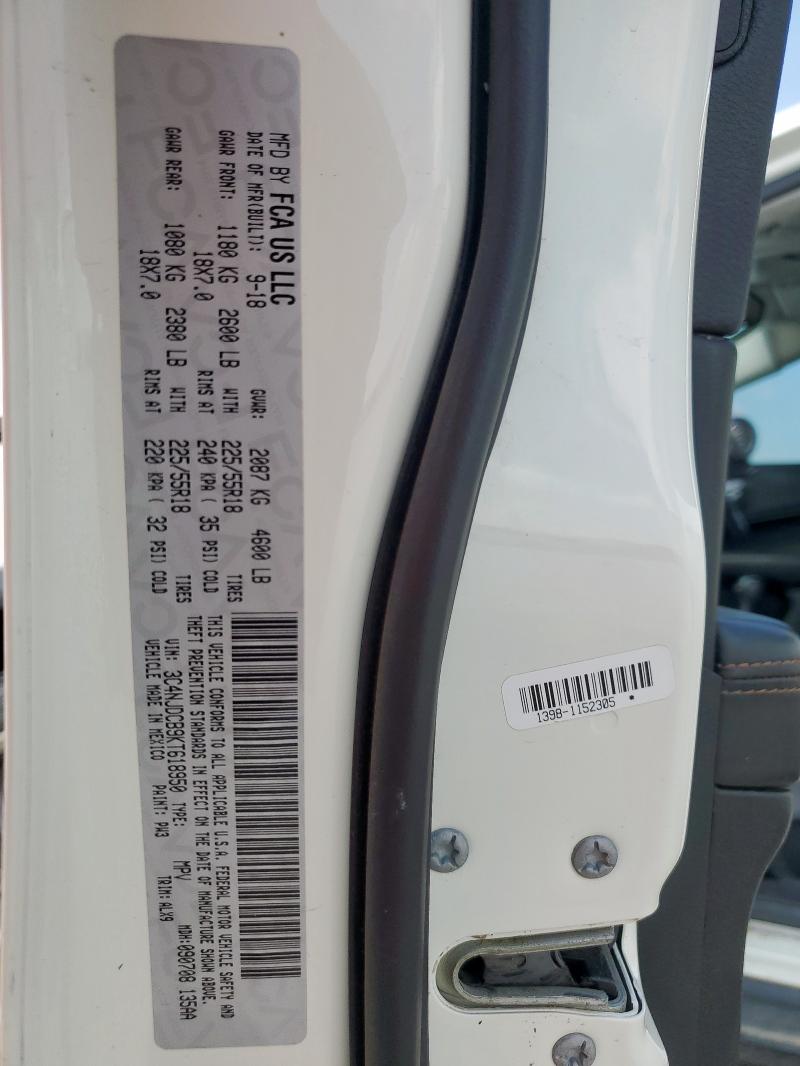 MFD BY FCA US LLC
DATE OF MFR(BUILT): 9-18 GVWR: 2087 KG 4600 LB
GAWR FRONT: 1180 KG 2600 LB WITH 225/55R18 TIRES
18X7.0 RIMS AT 240 KPA ( 35 PSI) COLD
GAWR REAR: 1080 KG 2380 LB WITH 225/55R18 TIRES
18X7.0 RIMS AT 220 KPA ( 32 PSI) COLD
THIS VEHICLE CONFORMS TO ALL APPLICABLE U.S.A. FEDERAL MOTOR VEHICLE SAFETY AND
THEFT PREVENTION STANDARDS IN EFFECT ON THE DATE OF MANUFACTURE SHOWN ABOVE.
VIN: 3C4NJDCB9KT618950 TYPE: MPV MDH:090708 135AA
VEHICLE MADE IN MEXICO PAINT: PW3 TRIM:ALX9
1398-1152305 *